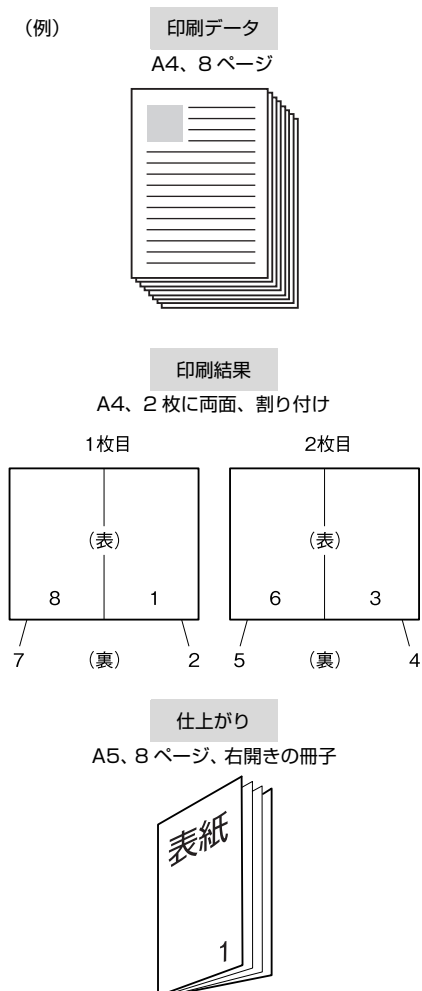 （例）
印刷データ
A4、8 ページ
印刷結果
A4、2 枚に両面、割り付け
1枚目 2枚目
（表） （表）
8 1 6 3
7 （裏） 2 5 （裏） 4
仕上がり
A5、8 ページ、右開きの冊子
表紙
1